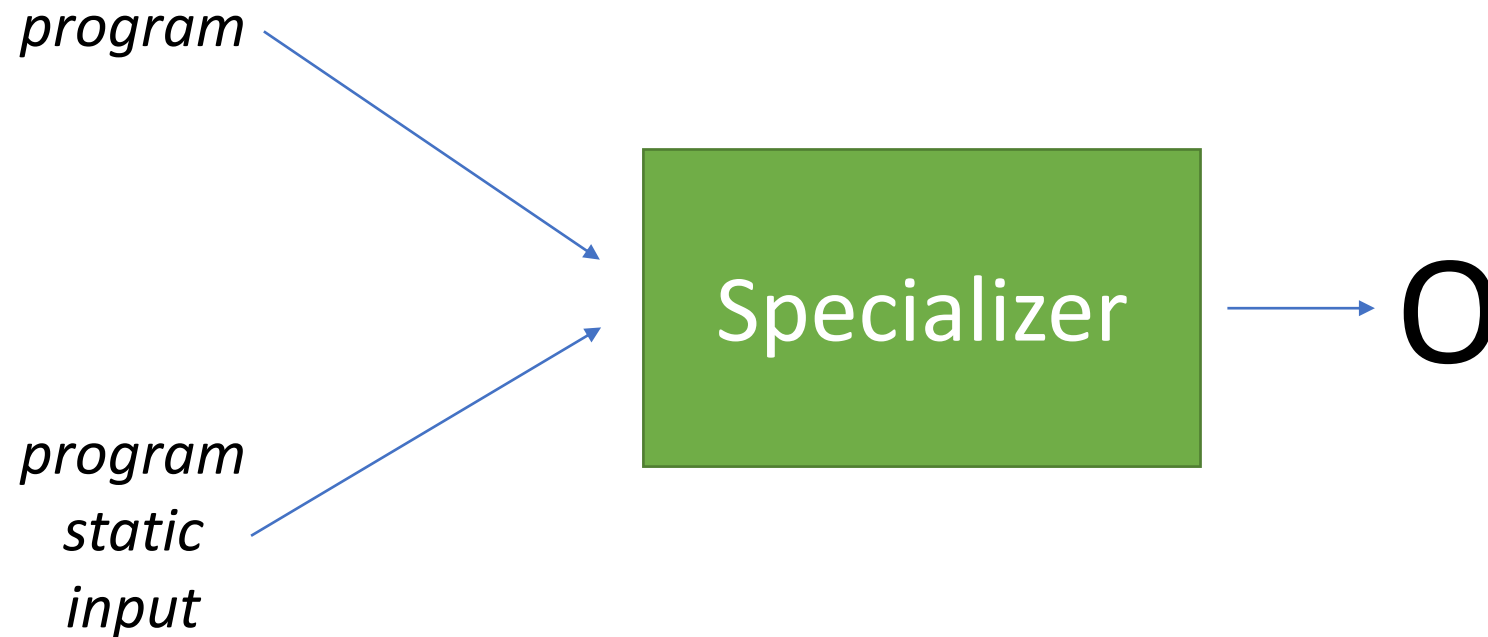 program
Specializer
O
program
static
input